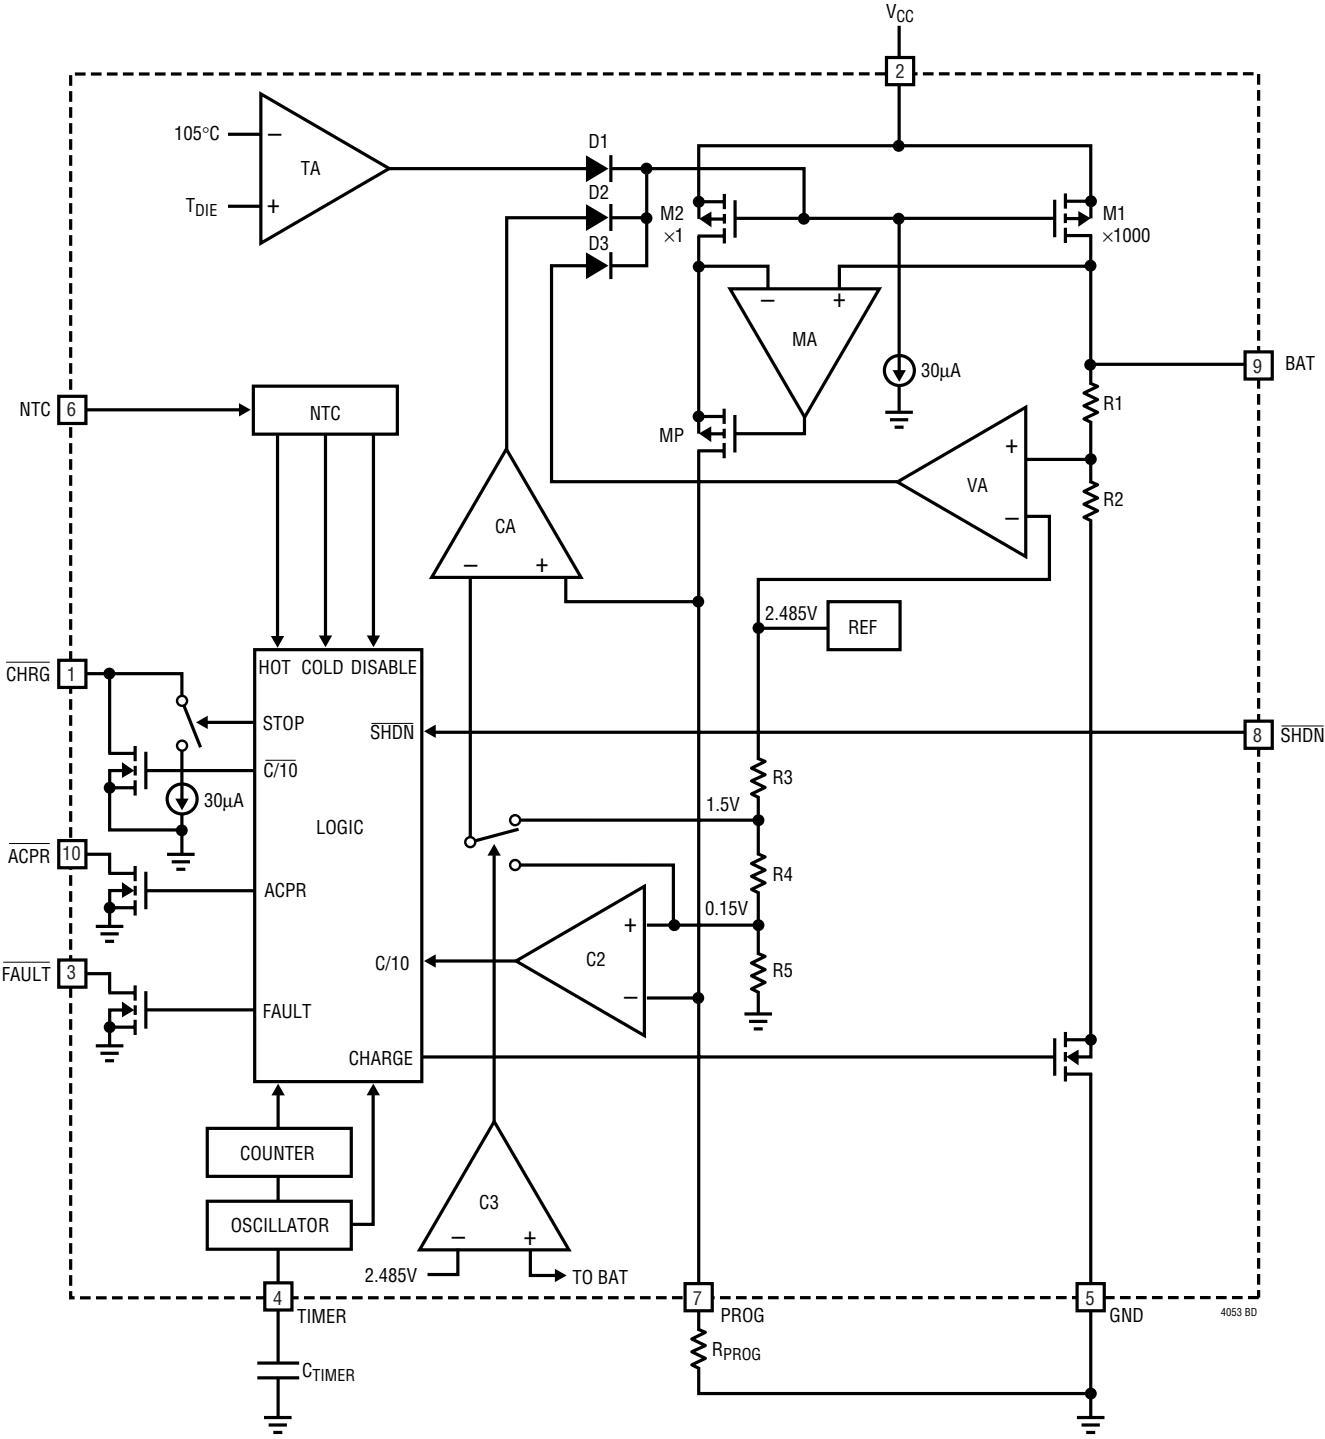 VCC
2
105°C
−
TA
TDIE
+
D1
D2
D3
M2
×1
M1
×1000
−
+
MA
30µA
9
BAT
R1
NTC
6
NTC
MP
+
VA
−
R2
CA
−
+
2.485V
REF
CHRG
1
HOT
COLD
DISABLE
STOP
SHDN
8
SHDN
C/10
30µA
LOGIC
R3
1.5V
ACPR
10
ACPR
R4
0.15V
+
C2
−
C/10
R5
FAULT
3
FAULT
CHARGE
COUNTER
OSCILLATOR
C3
−
+
2.485V
TO BAT
4
TIMER
7
PROG
5
GND
4053 BD
RPROG
CTIMER